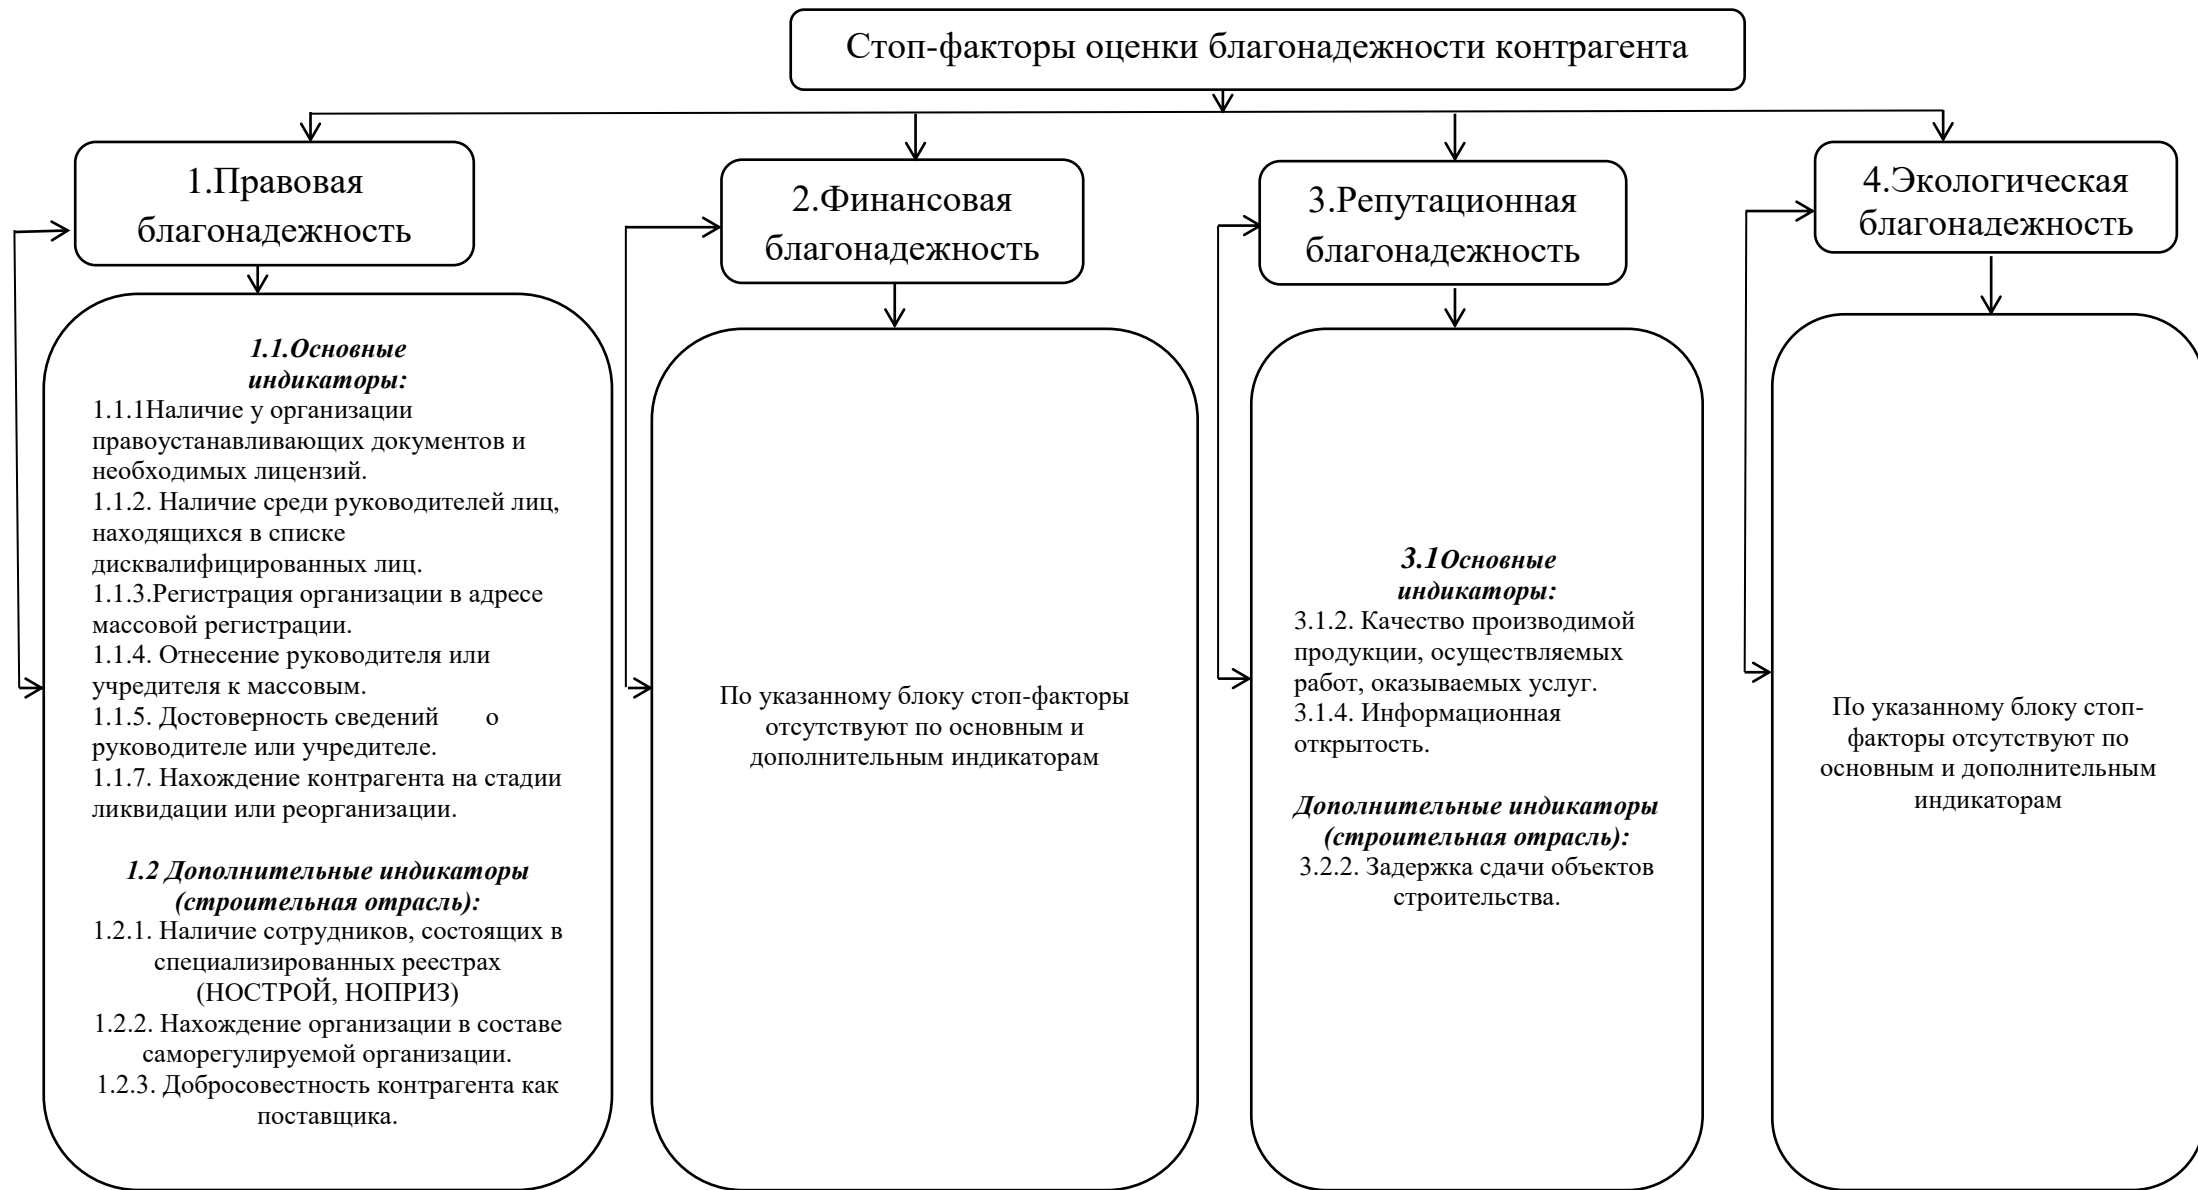 Стоп-факторы оценки благонадежности контрагента
1.Правовая
благонадежность
2.Финансовая
благонадежность
3.Репутационная
благонадежность
4.Экологическая
благонадежность
1.1.Основные
индикаторы:
1.1.1Наличие у организации
правоустанавливающих документов и
необходимых лицензий.
1.1.2. Наличие среди руководителей лиц,
находящихся в списке
дисквалифицированных лиц.
1.1.3.Регистрация организации в адресе
массовой регистрации.
1.1.4. Отнесение руководителя или
учредителя к массовым.
1.1.5. Достоверность сведений о
руководителе или учредителе.
1.1.7. Нахождение контрагента на стадии
ликвидации или реорганизации.
1.2 Дополнительные индикаторы
(строительная отрасль):
1.2.1. Наличие сотрудников, состоящих в
специализированных реестрах
(НОСТРОЙ, НОПРИЗ)
1.2.2. Нахождение организации в составе
саморегулируемой организации.
1.2.3. Добросовестность контрагента как
поставщика.
По указанному блоку стоп-факторы
отсутствуют по основным и
дополнительным индикаторам
3.1Основные
индикаторы:
3.1.2. Качество производимой
продукции, осуществляемых
работ, оказываемых услуг.
3.1.4. Информационная
открытость.
Дополнительные индикаторы
(строительная отрасль):
3.2.2. Задержка сдачи объектов
строительства.
По указанному блоку стоп-
факторы отсутствуют по
основным и дополнительным
индикаторам